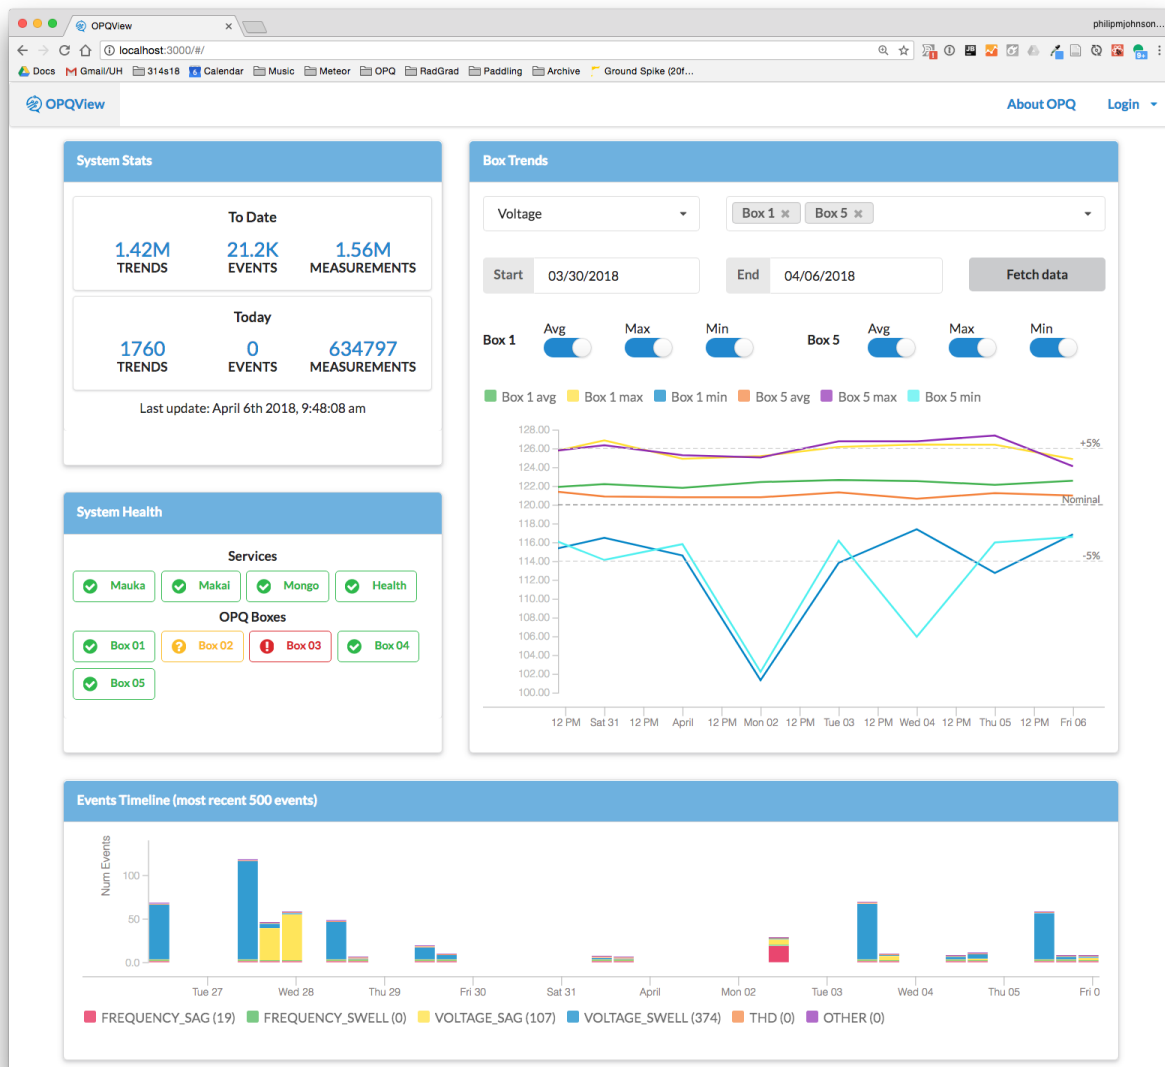 OPQView
philipmjohnson...
localhost:3000/#/
Docs Gmail/UH 314s18 Calendar Music Meteor OPQ RadGrad Paddling Archive Ground Spike (20f...
OPQView About OPQ Login
System Stats
To Date
1.42M 21.2K 1.56M
TRENDS EVENTS MEASUREMENTS
Today
1760 0 634797
TRENDS EVENTS MEASUREMENTS
Last update: April 6th 2018, 9:48:08 am
System Health
Services
Mauka Makai Mongo Health
OPQ Boxes
Box 01 Box 02 Box 03 Box 04
Box 05
Box Trends
Voltage Box 1 Box 5
Start 03/30/2018 End 04/06/2018 Fetch data
Box 1 Avg Max Min Box 5 Avg Max Min
Box 1 avg Box 1 max Box 1 min Box 5 avg Box 5 max Box 5 min
128.00
126.00
+5%
124.00
122.00
120.00
Nominal
118.00
116.00
114.00
-5%
112.00
110.00
108.00
106.00
104.00
102.00
100.00
12 PM Sat 31 12 PM April 12 PM Mon 02 12 PM Tue 03 12 PM Wed 04 12 PM Thu 05 12 PM Fri 06
Events Timeline (most recent 500 events)
Num Events
100
50
0.0
Tue 27 Wed 28 Thu 29 Fri 30 Sat 31 April Mon 02 Tue 03 Wed 04 Thu 05 Fri 0
FREQUENCY_SAG (19) FREQUENCY_SWELL (0) VOLTAGE_SAG (107) VOLTAGE_SWELL (374) THD (0) OTHER (0)